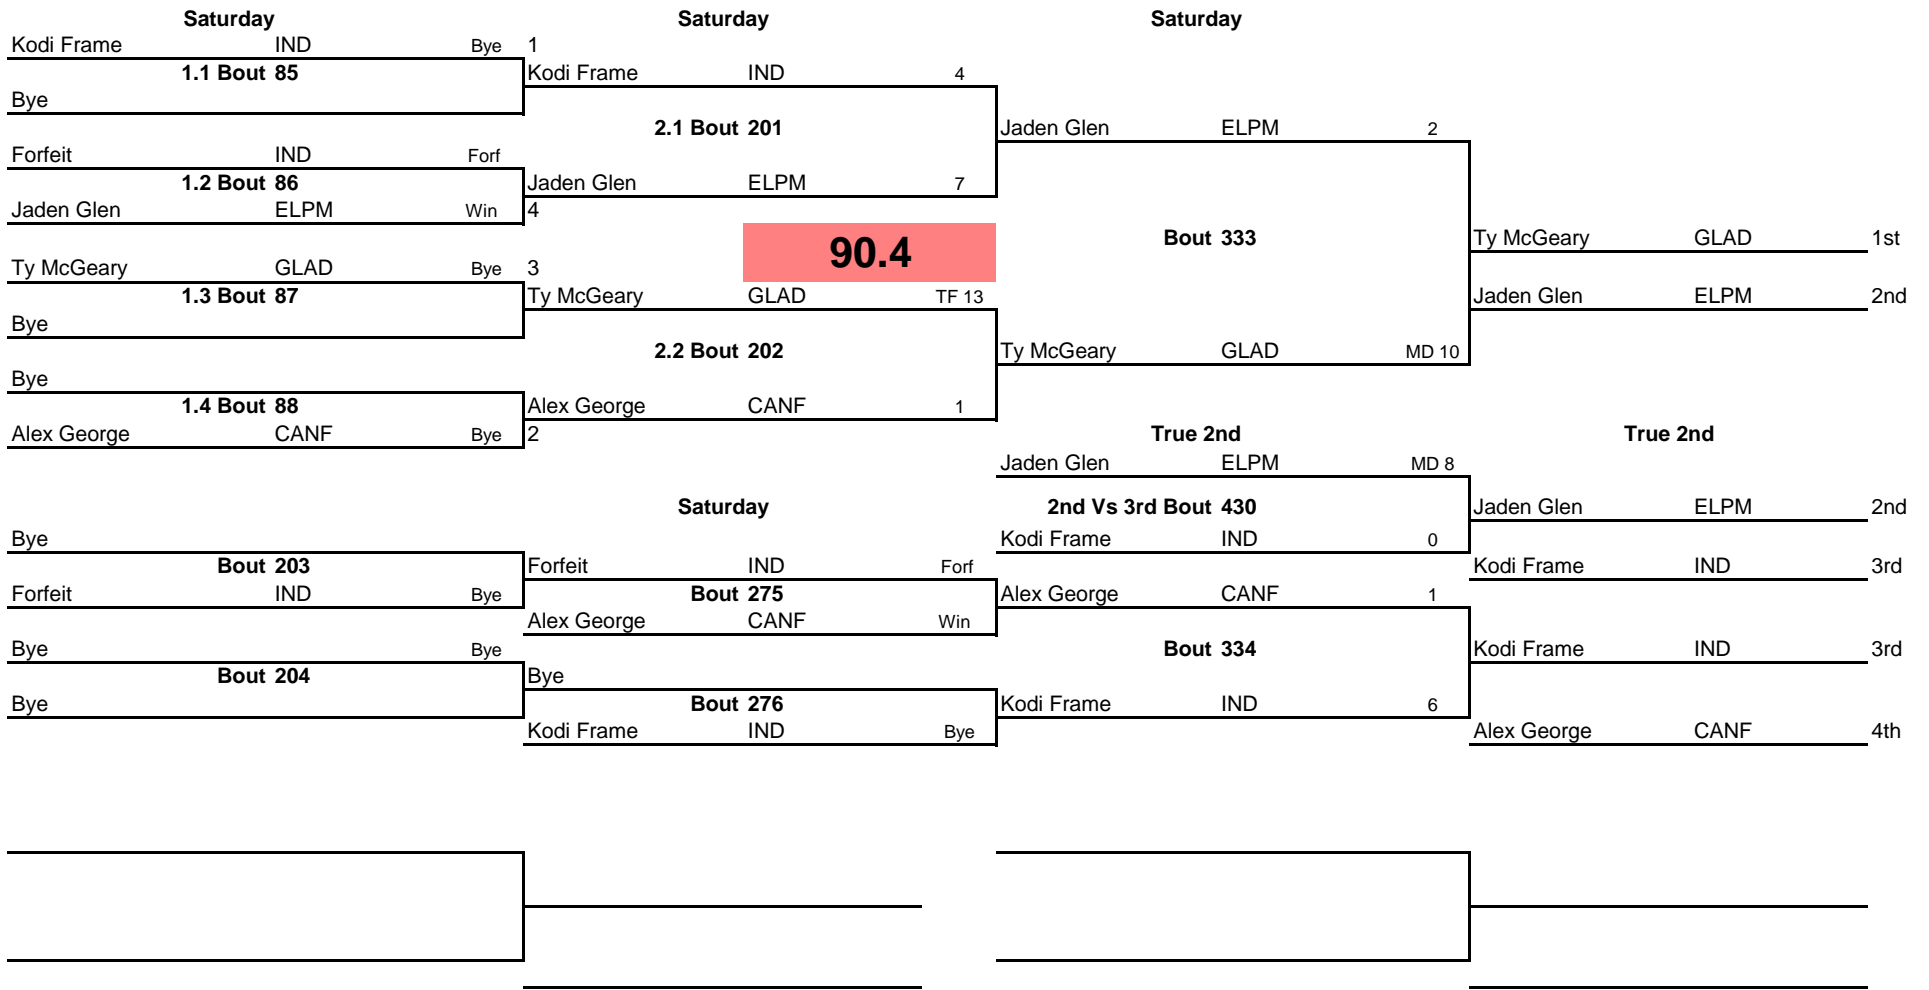 Saturday Saturday Saturday
Kodi Frame IND Bye 1
1.1 Bout 85 Kodi Frame IND 4
Bye
2.1 Bout 201 Jaden Glen ELPM 2
Forfeit IND Forf
1.2 Bout 86 Jaden Glen ELPM 7
Jaden Glen ELPM Win 4
90.4 Bout 333 Ty McGeary GLAD 1st
Ty McGeary GLAD Bye 3
1.3 Bout 87 Ty McGeary GLAD TF 13 Jaden Glen ELPM 2nd
Bye
2.2 Bout 202 Ty McGeary GLAD MD 10
Bye
1.4 Bout 88 Alex George CANF 1
Alex George CANF Bye 2 True 2nd True 2nd
Jaden Glen ELPM MD 8
Saturday 2nd Vs 3rd Bout 430 Jaden Glen ELPM 2nd
Bye Kodi Frame IND 0
Bout 203 Forfeit IND Forf Kodi Frame IND 3rd
Forfeit IND Bye Bout 275 Alex George CANF 1
Alex George CANF Win
Bye Bye Bout 334 Kodi Frame IND 3rd
Bout 204 Bye
Bye Bout 276 Kodi Frame IND 6
Kodi Frame IND Bye Alex George CANF 4th